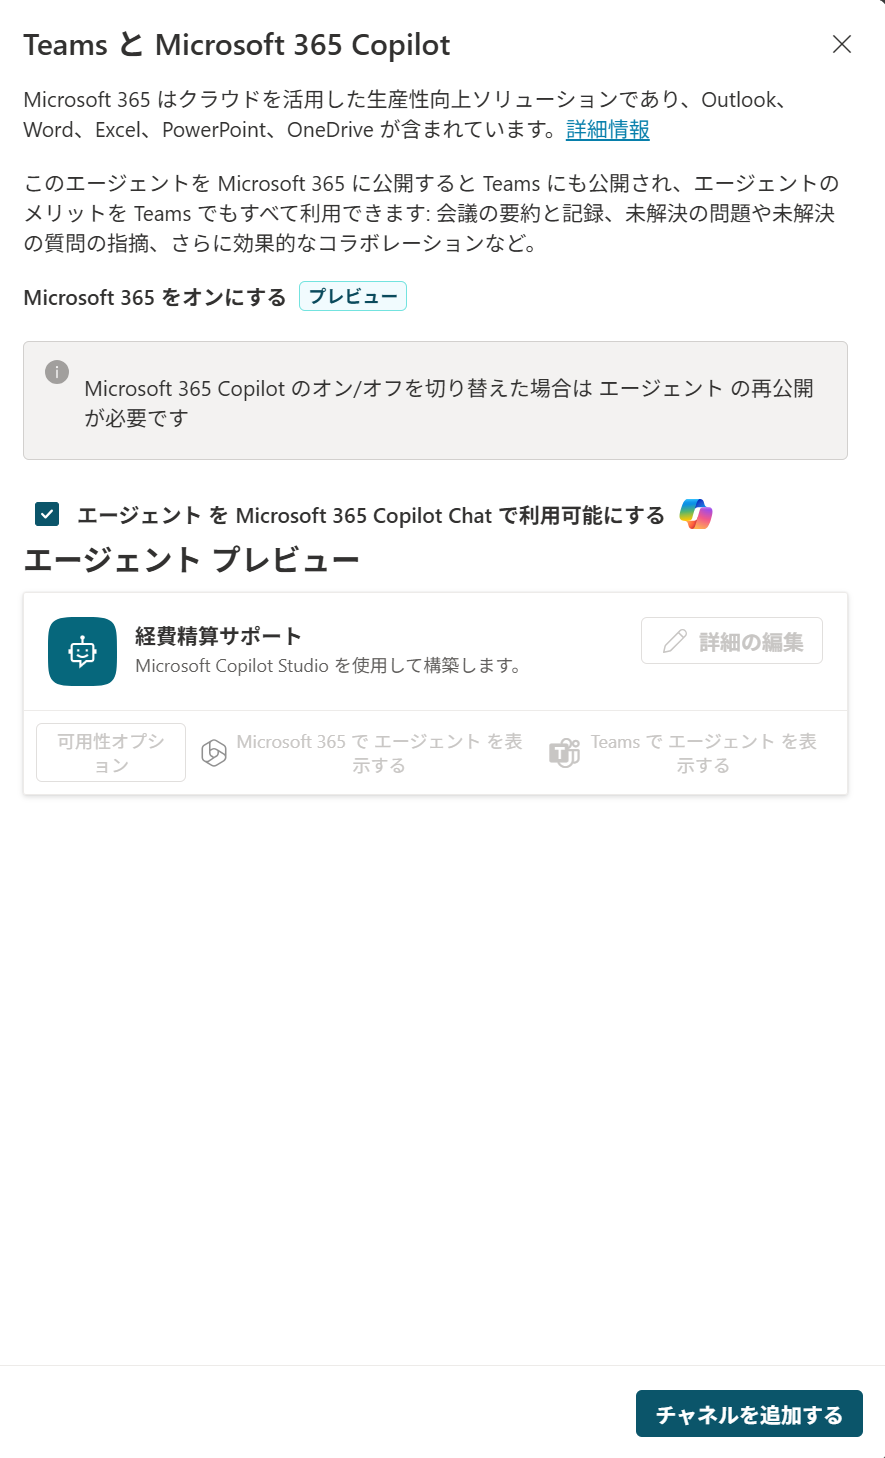 Teams と Microsoft 365 Copilot
Microsoft 365 はクラウドを活用した生産性向上ソリューションであり、Outlook、
Word、Excel、PowerPoint、OneDrive が含まれています。詳細情報
このエージェントを Microsoft 365 に公開すると Teams にも公開され、エージェントの
メリットを Teams でもすべて利用できます: 会議の要約と記録、未解決の問題や未解決
の質問の指摘、さらに効果的なコラボレーションなど。
Microsoft 365 をオンにする プレビュー
Microsoft 365 Copilot のオン/オフを切り替えた場合は エージェント の再公開
が必要です
エージェント を Microsoft 365 Copilot Chat で利用可能にする
エージェント プレビュー
経費精算サポート
Microsoft Copilot Studio を使用して構築します。
詳細の編集
可用性オプシ
ョン
Microsoft 365 で エージェント を表
示する
Teams で エージェント を表
示する
チャネルを追加する